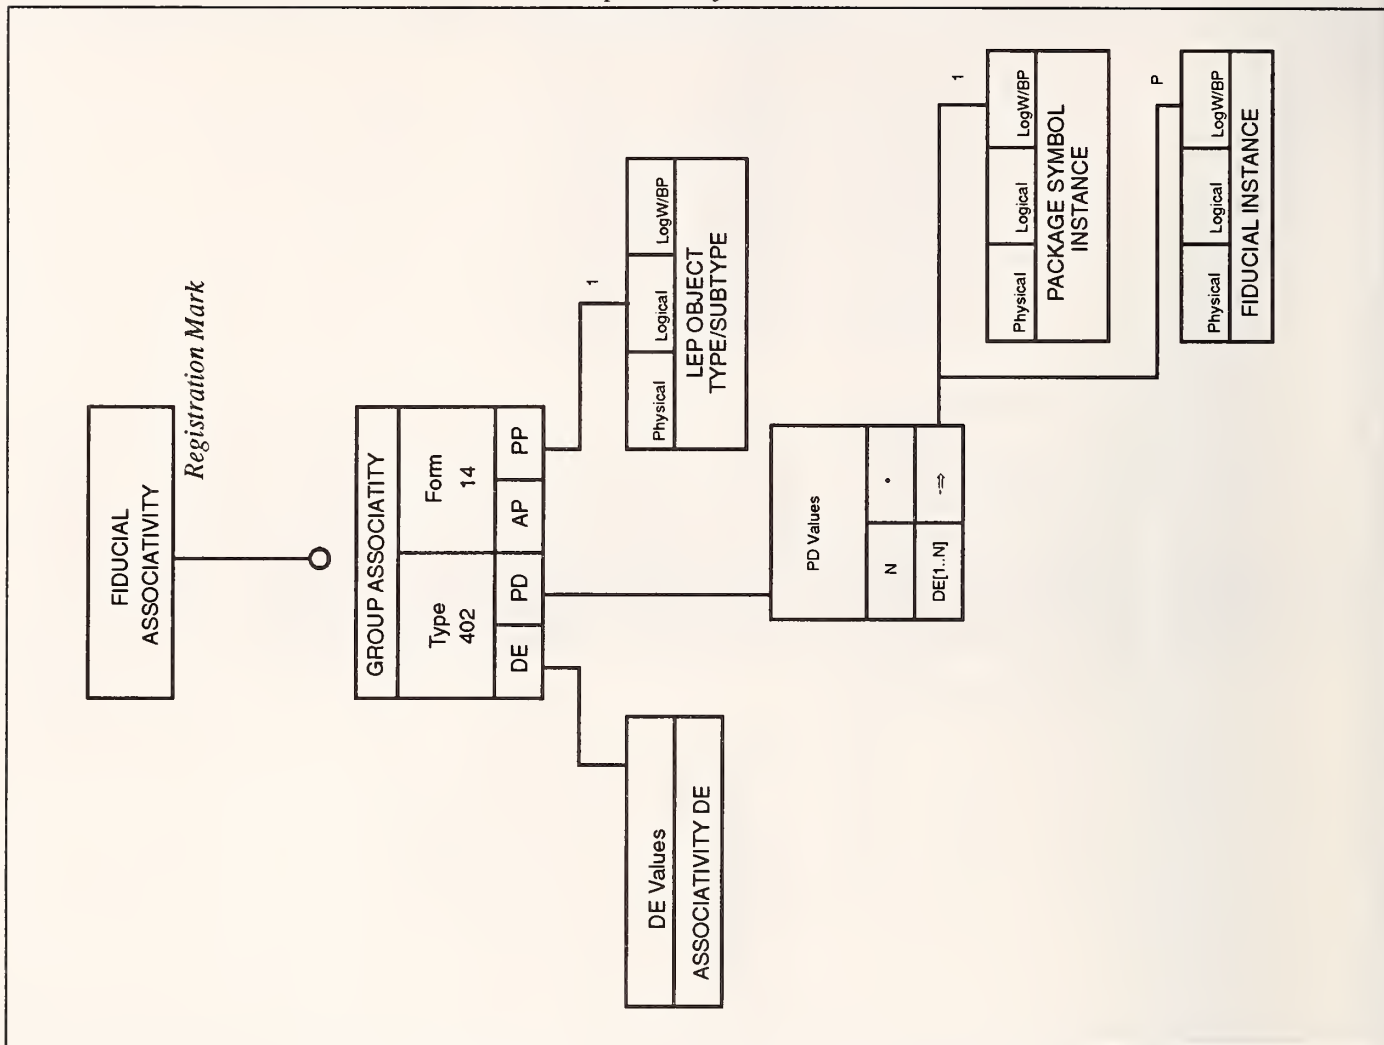 FIDUCIAL
ASSOCIATIVITY
Registration Mark
GROUP ASSOCIATITY
Type
402
Form
14
DE
PD
AP
PP
DE Values
ASSOCIATIVITY DE
1
Physical
Logical
LogW/BP
LEP OBJECT
TYPE/SUBTYPE
PD Values
N
*
DE[1..N]
-=>
1
Physical
Logical
LogW/BP
PACKAGE SYMBOL
INSTANCE
P
Physical
Logical
LogW/BP
FIDUCIAL INSTANCE